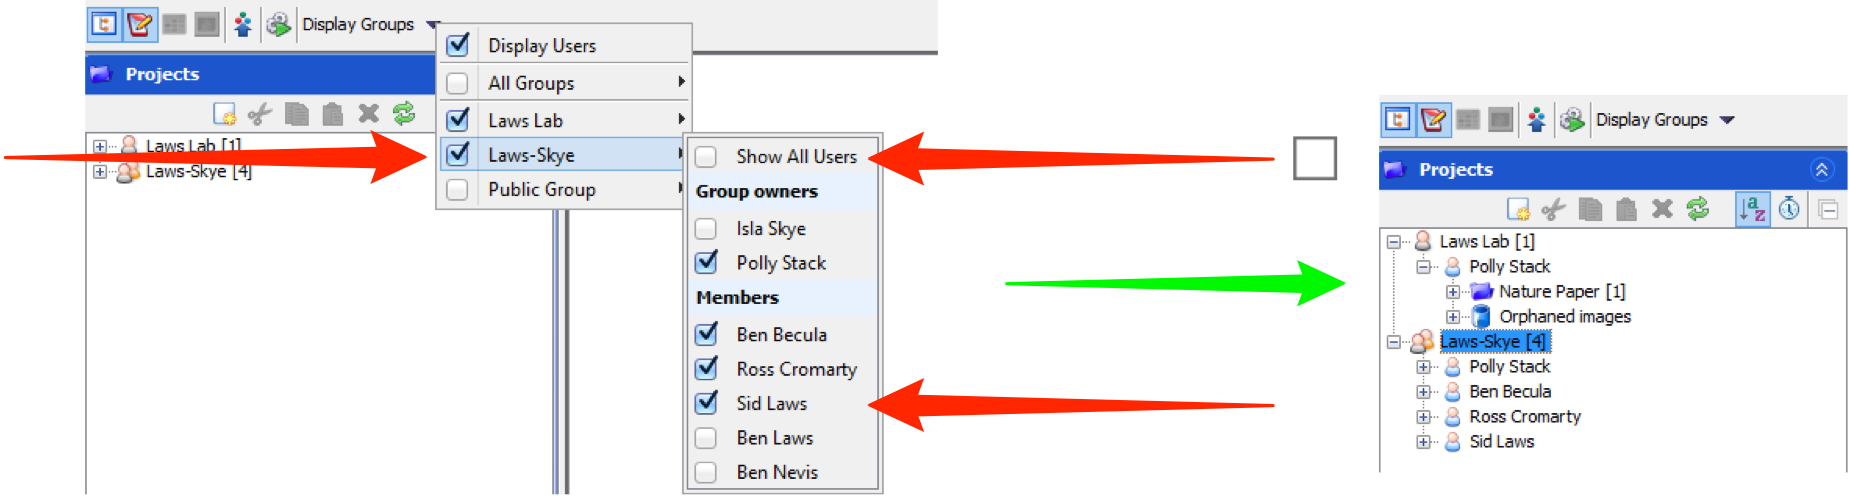 Display Groups
Projects
Laws Lab [1]
Laws-Skye [4]
Display Users
All Groups
Laws Lab
Laws-Skye
Public Group
Show All Users
Group owners
Isla Skye
Polly Stack
Members
Ben Becula
Ross Cromarty
Sid Laws
Ben Laws
Ben Nevis
Display Groups
Projects
a
z
Laws Lab [1]
Polly Stack
Nature Paper [1]
Orphaned images
Laws-Skye [4]
Polly Stack
Ben Becula
Ross Cromarty
Sid Laws